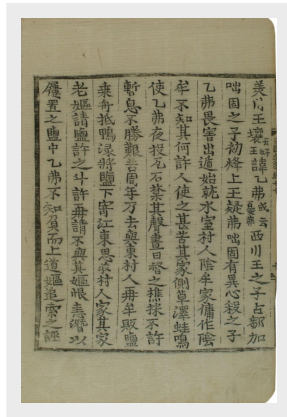 美川王一云好壤王諱乙弗或云憂弗西川王之子古鄒加
咄固之子初烽上王疑弟咄固有異心殺之子
乙弗畏害出遁始就水室村人陰牟家傭作陰
牟不知其何許人使之甚苦其家側草澤蛙鳴
使乙弗夜投瓦石禁其聲晝日督之樵採不許
暫息不勝艱苦周年乃去與東村人再牟販鹽
乘舟抵鴨淥將鹽下寄江東思收村人家其家
老嫗請鹽許之斗許再請不與其嫗恨恚潛以
屨置之鹽中乙弗不知負而上道嫗追索之誣